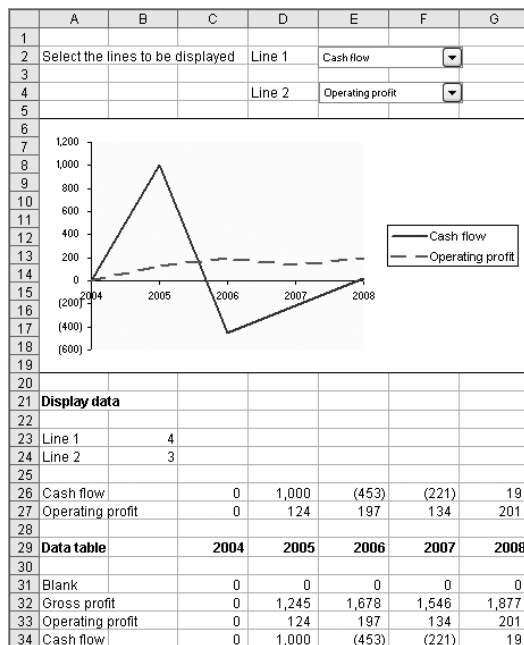 A B C D E F G
1
2 Select the lines to be displayed Line 1 Cash flow
3
4 Line 2 Operating profit
5
6
7 1,200
8 1,000
9 800
10 600
11 400
12 Cash flow
13 200 Operating profit
14 0
15 2004 2005 2006 2007 2008
16 (200)
17 (400)
18 (600)
19
20
21 Display data
22
23 Line 1 4
24 Line 2 3
25
26 Cash flow 0 1,000 (453) (221) 19
27 Operating profit 0 124 197 134 201
28
29 Data table 2004 2005 2006 2007 2008
30
31 Blank 0 0 0 0 0
32 Gross profit 0 1,245 1,678 1,546 1,877
33 Operating profit 0 124 197 134 201
34 Cash flow 0 1,000 (453) (221) 19